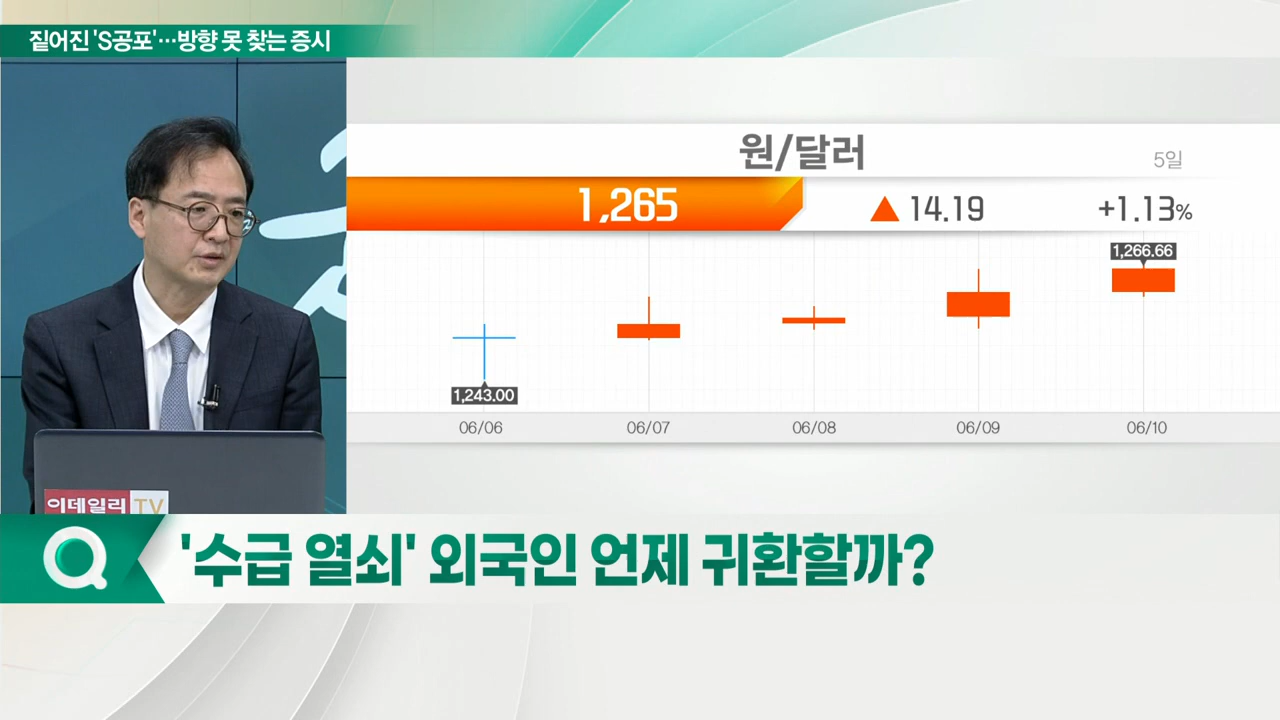 짙어진 'S공포'…방향 못 찾는 증시
원/달러
5일
1,265 ▲ 14.19 +1.13%
1,266.66
1,243.00
06/06 06/07 06/08 06/09 06/10
이데일리TV
Q '수급 열쇠' 외국인 언제 귀환할까?